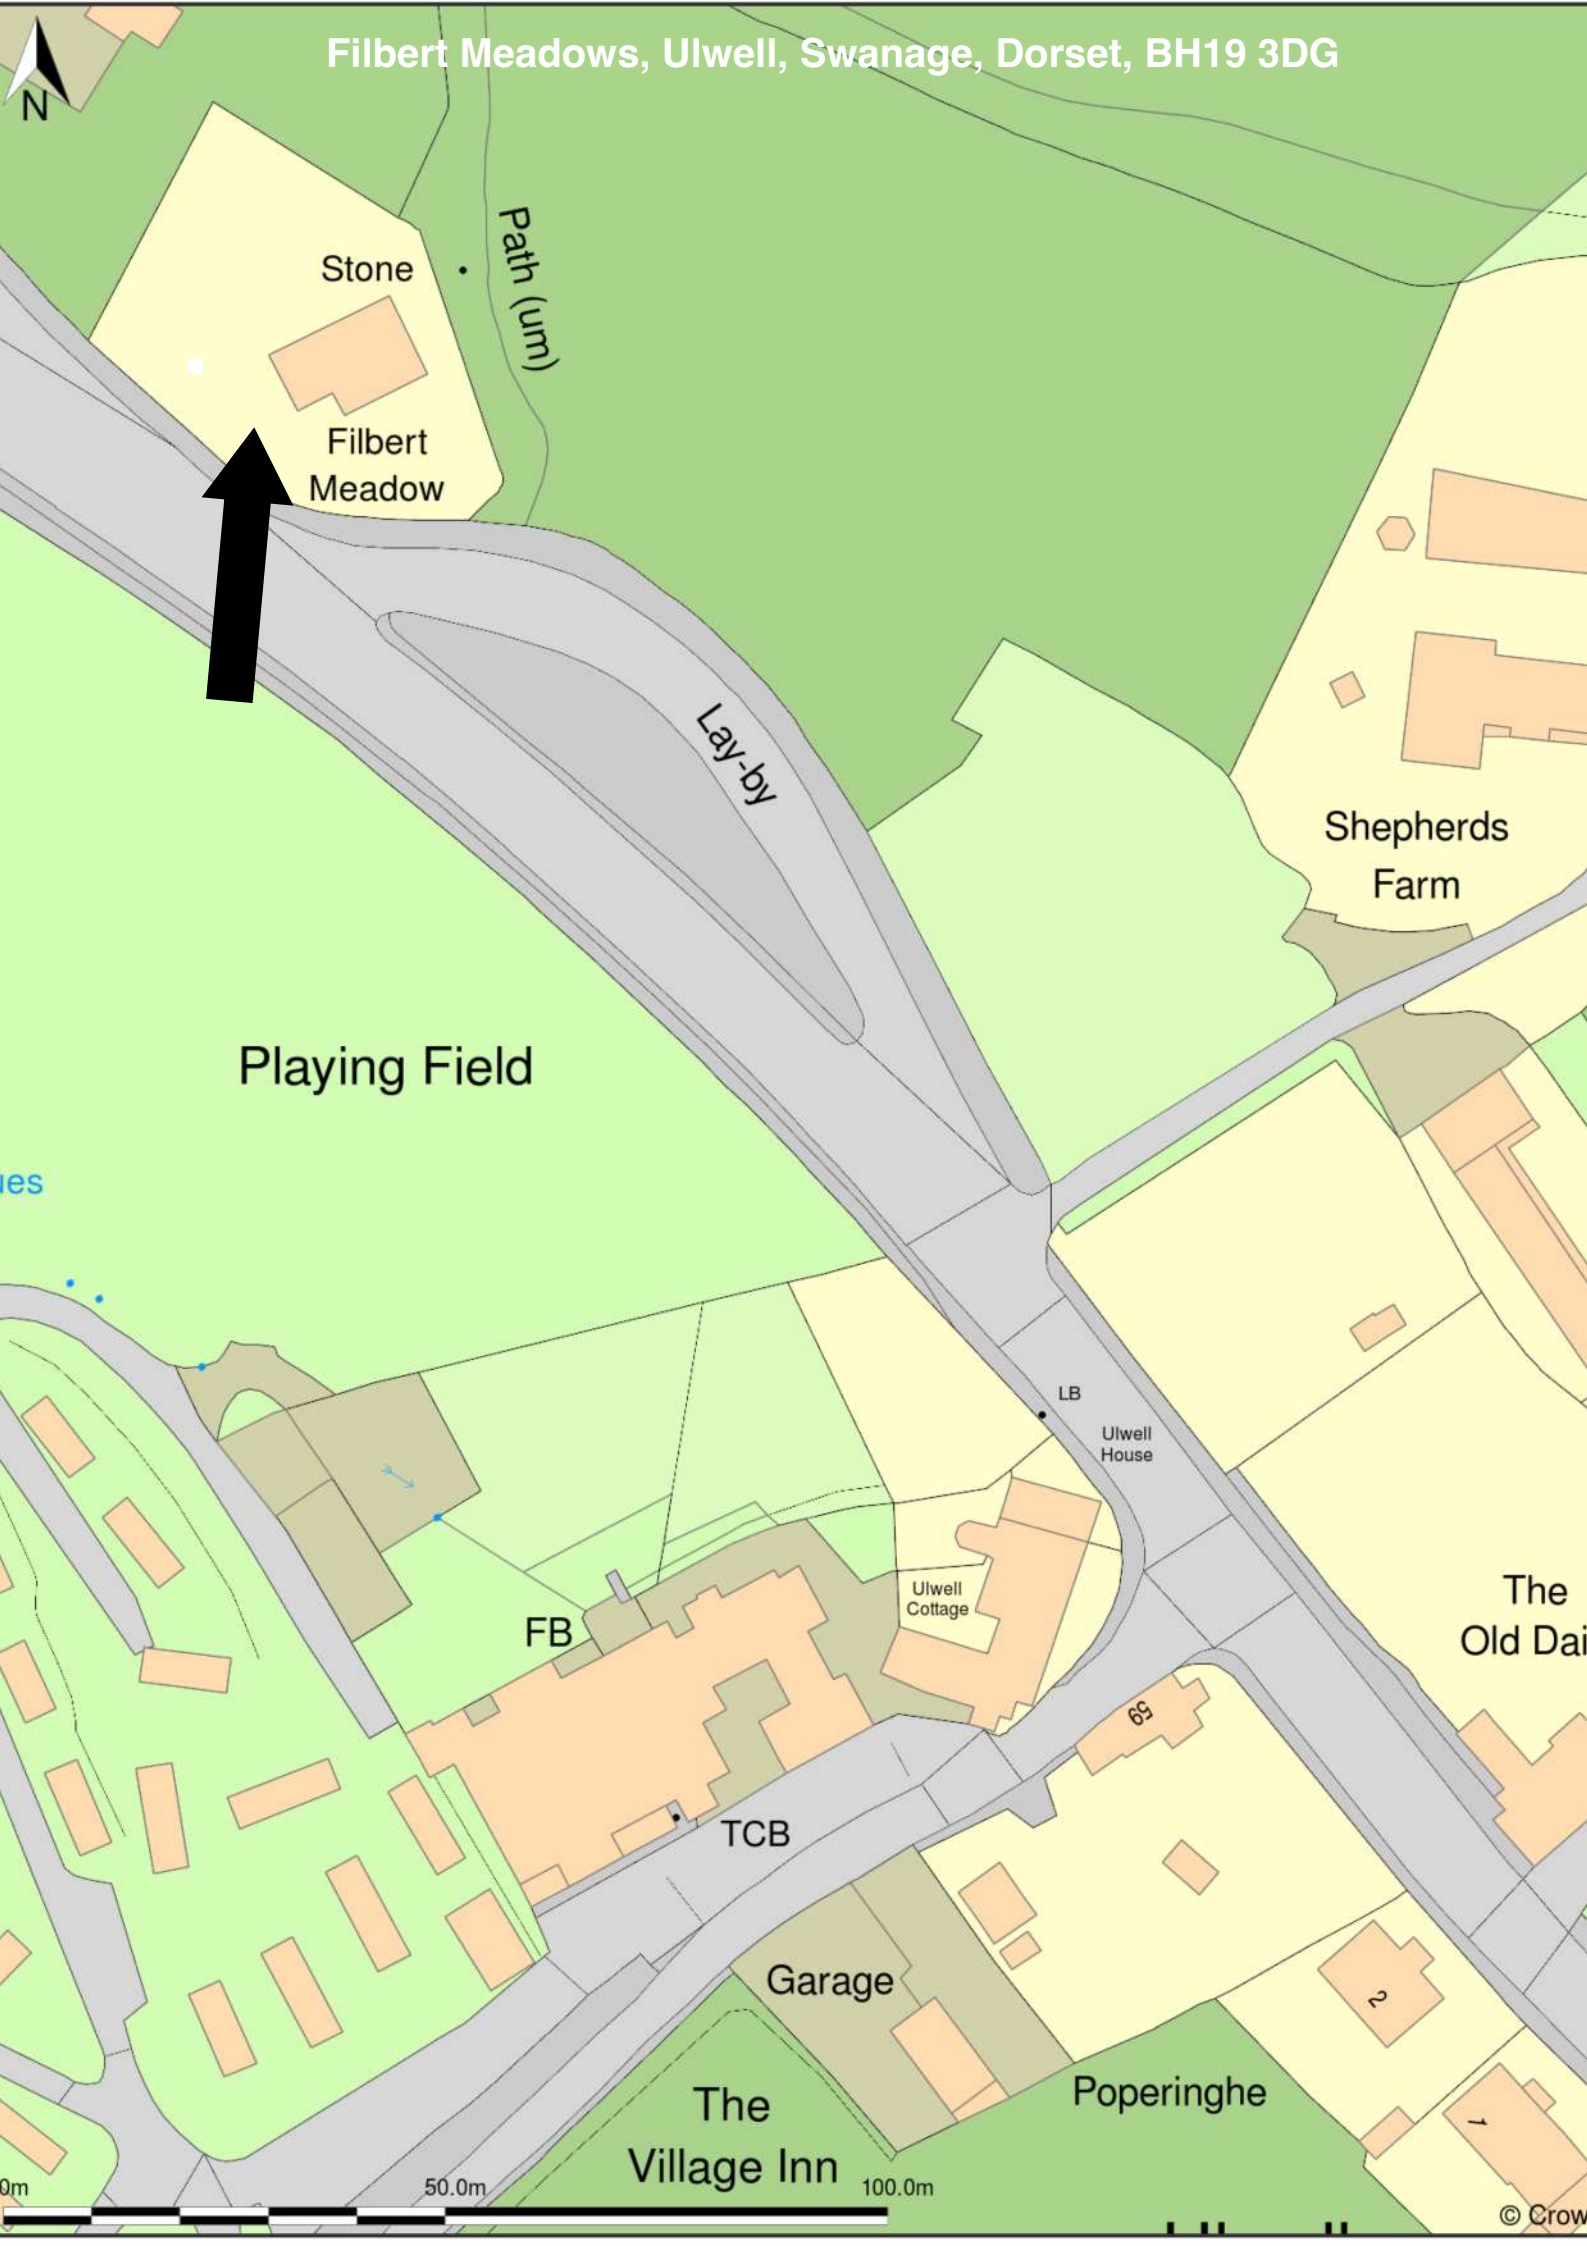 Filbert Meadows, Ulwell, Swanage, Dorset, BH19 3DG
N
Stone
Path (um)
Filbert
Meadow
Lay-by
Shepherds
Farm
Playing Field
ues
LB
Ulwell
House
Ulwell
Cottage
The
Old Dai
FB
59
TCB
Garage
2
Poperinghe
1
The
Village Inn
0m
50.0m
100.0m
© Crow